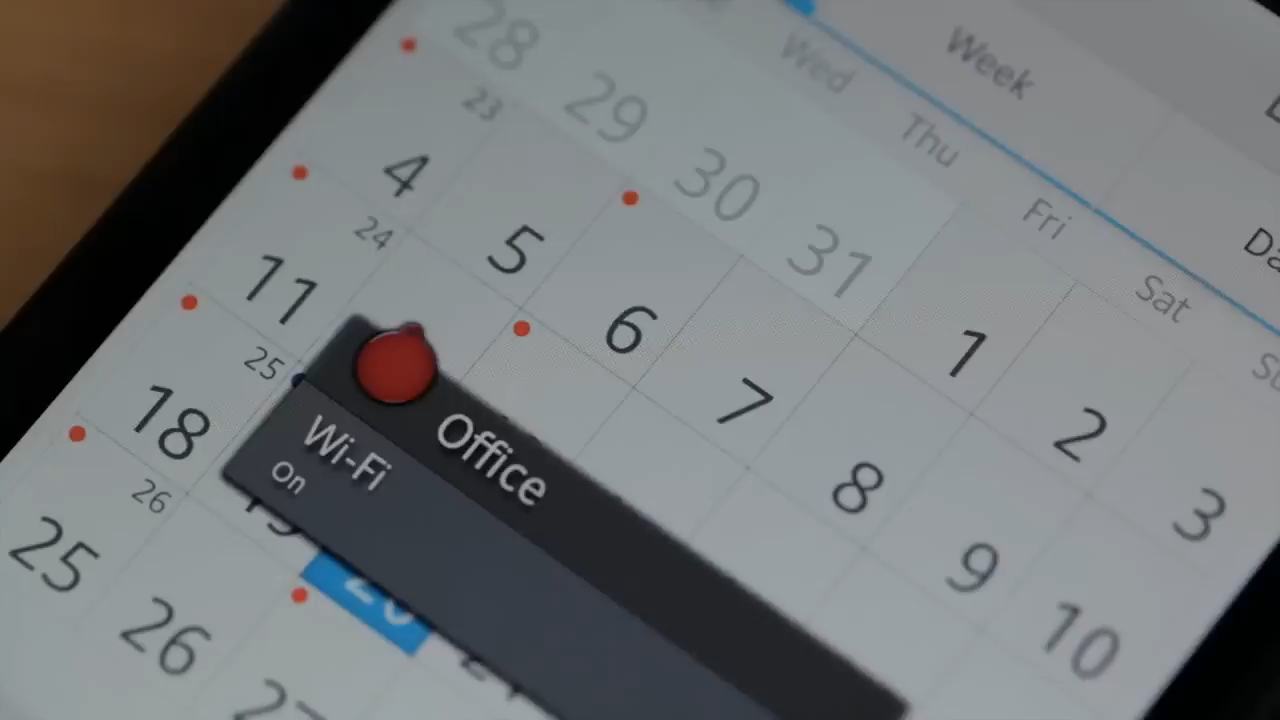 Week
Wed Thu Fri Sat
28 29 30 31 1 2 3
23
4 5 6 7 8 9 10
24
11
25
18
26
25 26 27
Office
Wi-Fi
On